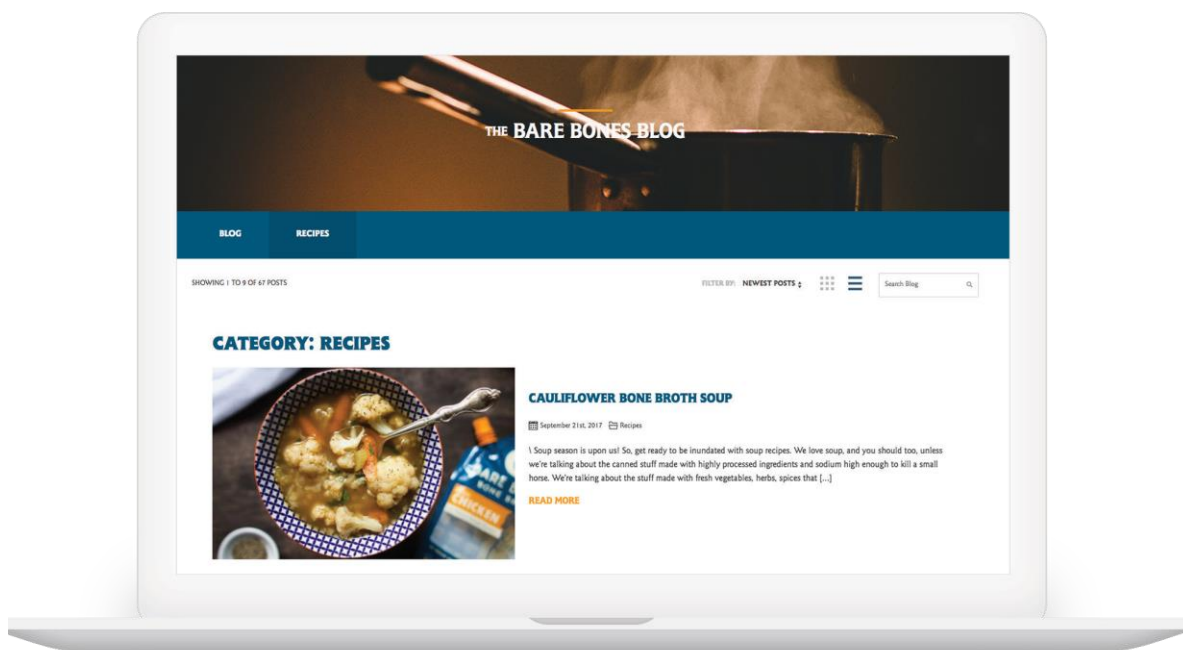 THE BARE BONES BLOG
BLOG RECIPES
SHOWING 1 TO 9 OF 67 POSTS
FILTER BY: NEWEST POSTS
Search Blog
CATEGORY: RECIPES
CAULIFLOWER BONE BROTH SOUP
September 21st, 2017 Recipes
\ Soup season is upon us! So, get ready to be inundated with soup recipes. We love soup, and you should too, unless
we're talking about the canned stuff made with highly processed ingredients and sodium high enough to kill a small
horse. We're talking about the stuff made with fresh vegetables, herbs, spices that [...]
READ MORE
BARE
BONE
CHICKEN